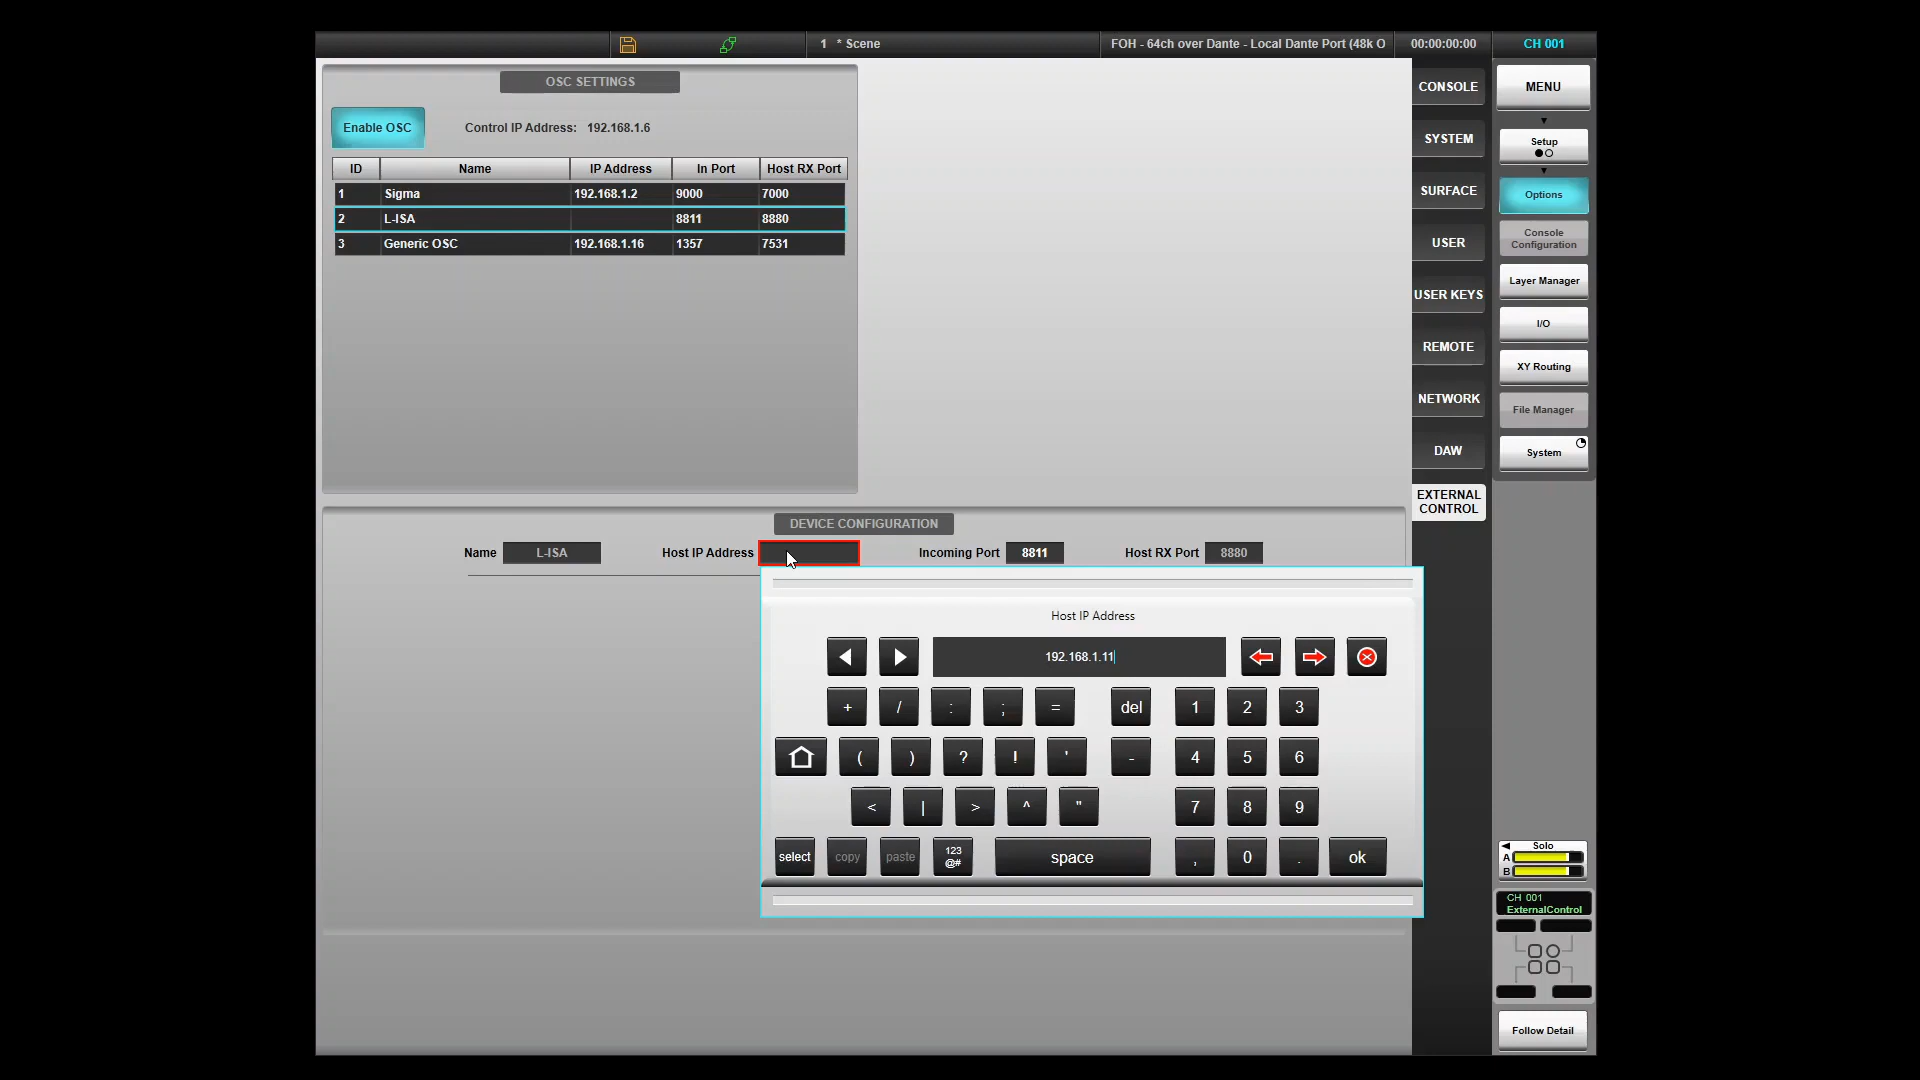 1 * Scene
FOH - 64ch over Dante - Local Dante Port (48k O
00:00:00:00
CH 001
OSC SETTINGS
Enable OSC
Control IP Address: 192.168.1.6
ID Name IP Address In Port Host RX Port
1 Sigma 192.168.1.2 9000 7000
2 L-ISA 8811 8880
3 Generic OSC 192.168.1.16 1357 7531
CONSOLE
SYSTEM
SURFACE
USER
USER KEYS
REMOTE
NETWORK
DAW
EXTERNAL
CONTROL
MENU
Setup
Options
Console
Configuration
Layer Manager
I/O
XY Routing
File Manager
System
DEVICE CONFIGURATION
Name L-ISA Host IP Address Incoming Port 8811 Host RX Port 8880
Host IP Address
192.168.1.11
+ / : ; = del 1 2 3
( ) ? ! ' - 4 5 6
< | > ^ " 7 8 9
select copy paste 123 @# space , 0 . ok
Solo
A
B
CH 001
ExternalControl
Follow Detail